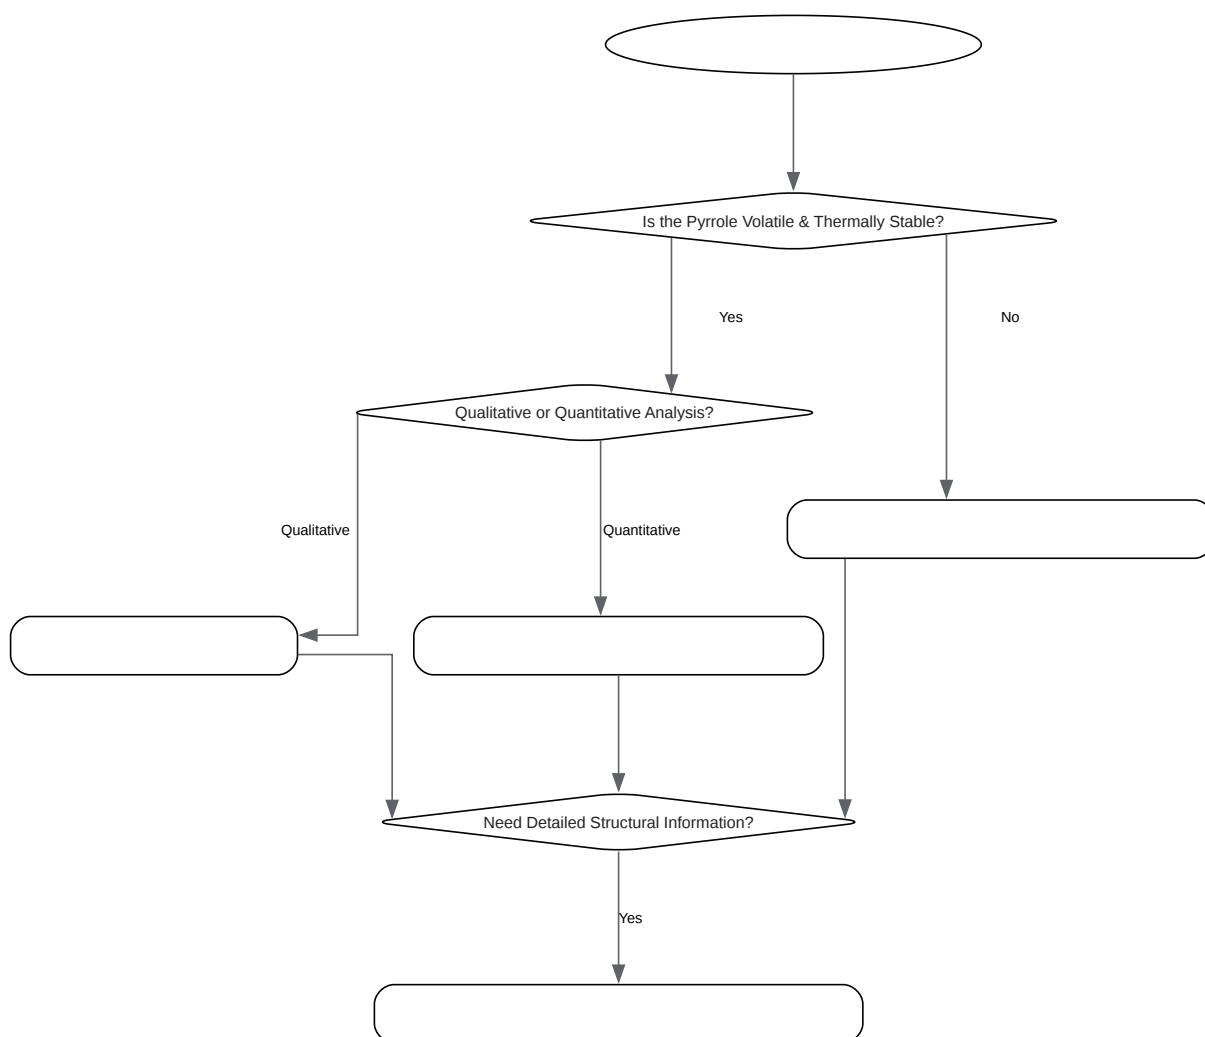 Is the Pyrrole Volatile & Thermally Stable?
Yes
No
Qualitative or Quantitative Analysis?
Qualitative
Quantitative
Need Detailed Structural Information?
Yes